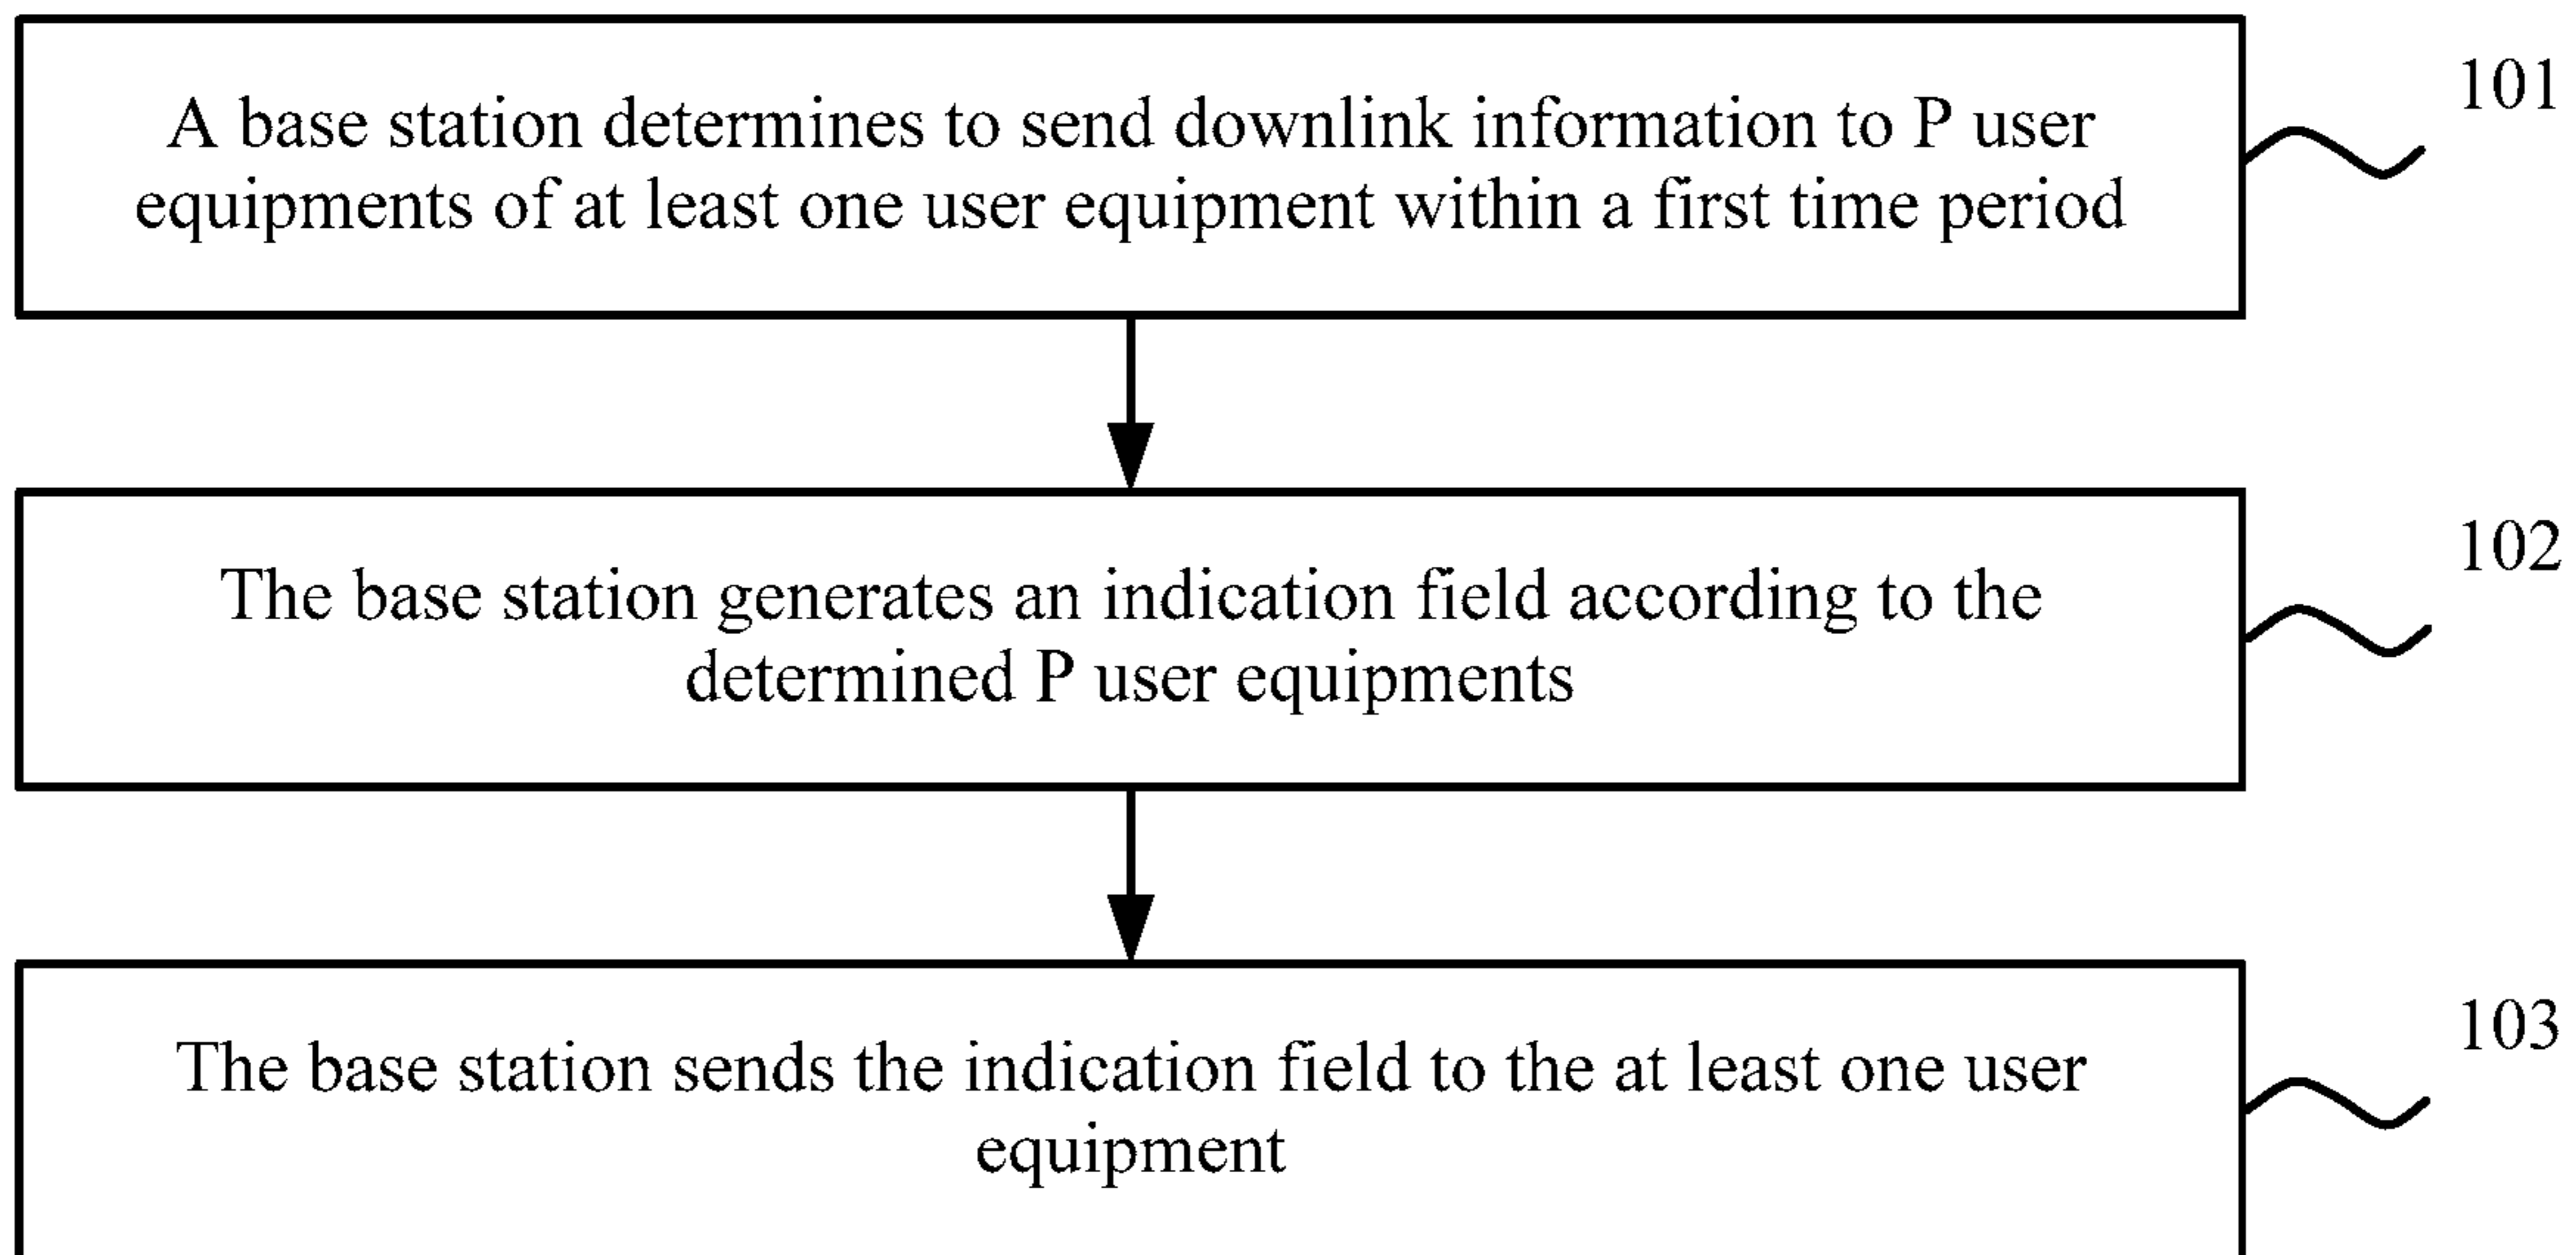 A base station determines to send downlink information to P user
equipments of at least one user equipment within a first time period
101
The base station generates an indication field according to the
determined P user equipments
102
The base station sends the indication field to the at least one user
equipment
103